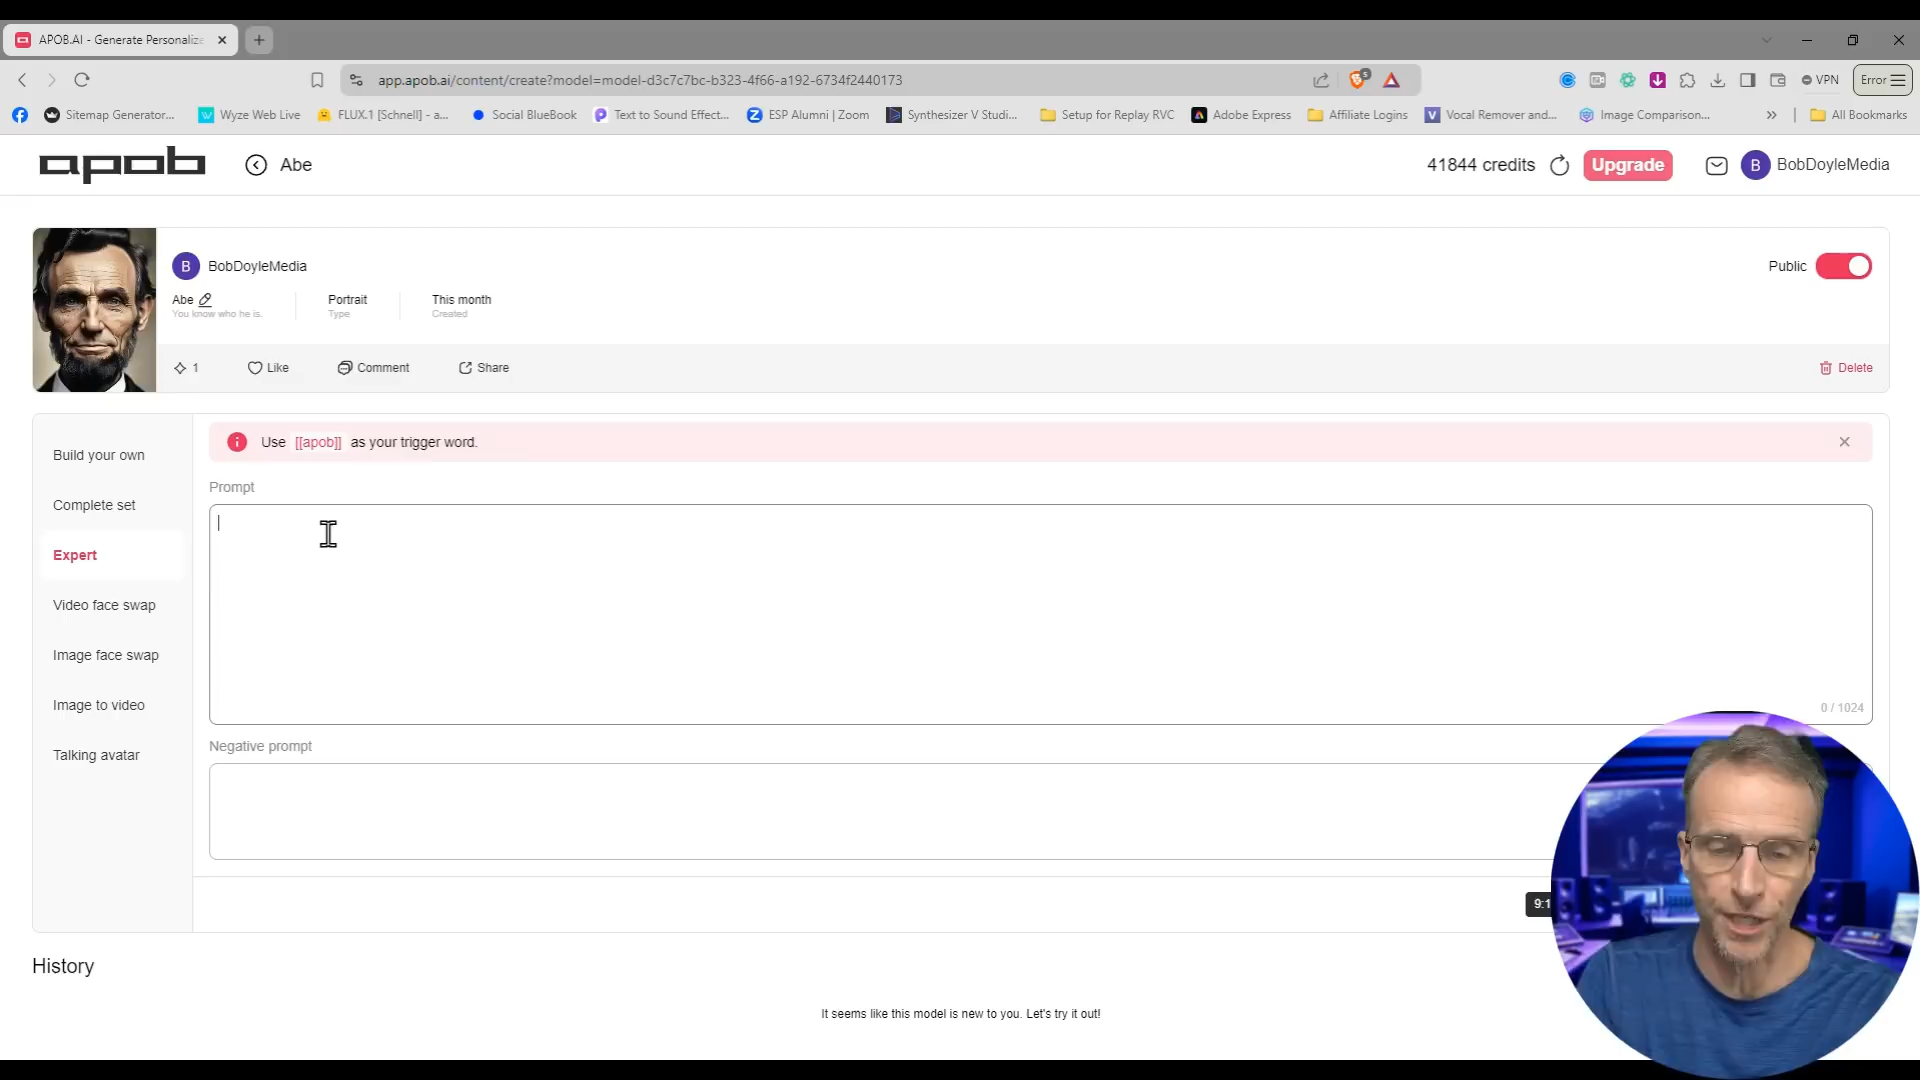 APOB.AI - Generate Personalize
app.apob.ai/content/create?model=model-d3c7c7bc-b323-4f66-a192-6734f2440173
5
VPN
Error
Sitemap Generator...
Wyze Web Live
FLUX.1 [Schnell] - a...
Social BlueBook
Text to Sound Effect...
ESP Alumni | Zoom
Synthesizer V Studi...
Setup for Replay RVC
Adobe Express
Affiliate Logins
Vocal Remover and...
Image Comparison...
All Bookmarks
apob
Abe
41844 credits
Upgrade
B
BobDoyleMedia
B
BobDoyleMedia
Public
Abe
Portrait
This month
You know who he is.
Type
Created
1
Like
Comment
Share
Delete
Build your own
Complete set
Expert
Video face swap
Image face swap
Image to video
Talking avatar
Use [[apob]] as your trigger word.
Prompt
0 / 1024
Negative prompt
9:1
History
It seems like this model is new to you. Let's try it out!